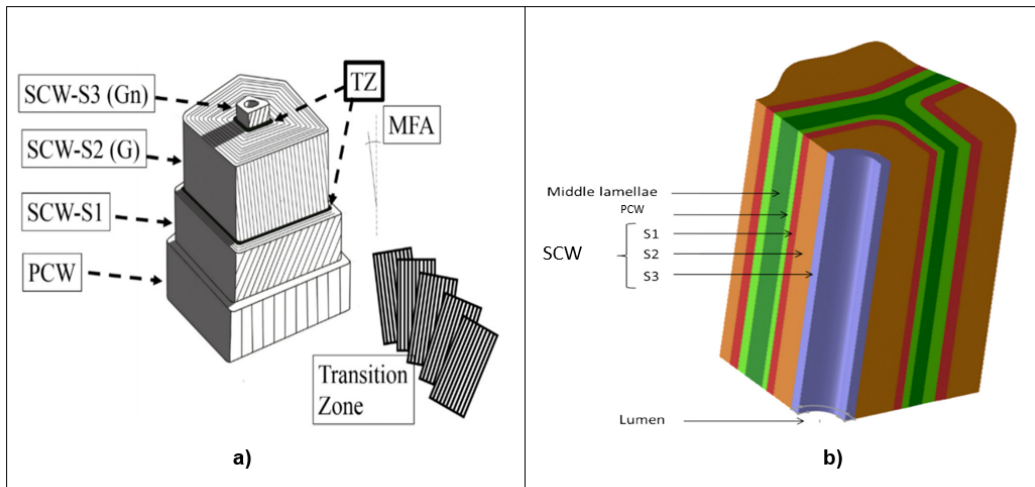 SCW-S3 (Gn)
TZ
MFA
SCW-S2 (G)
SCW-S1
PCW
Transition
Zone
a)
Middle lamellae
PCW
SCW
S1
S2
S3
Lumen
b)